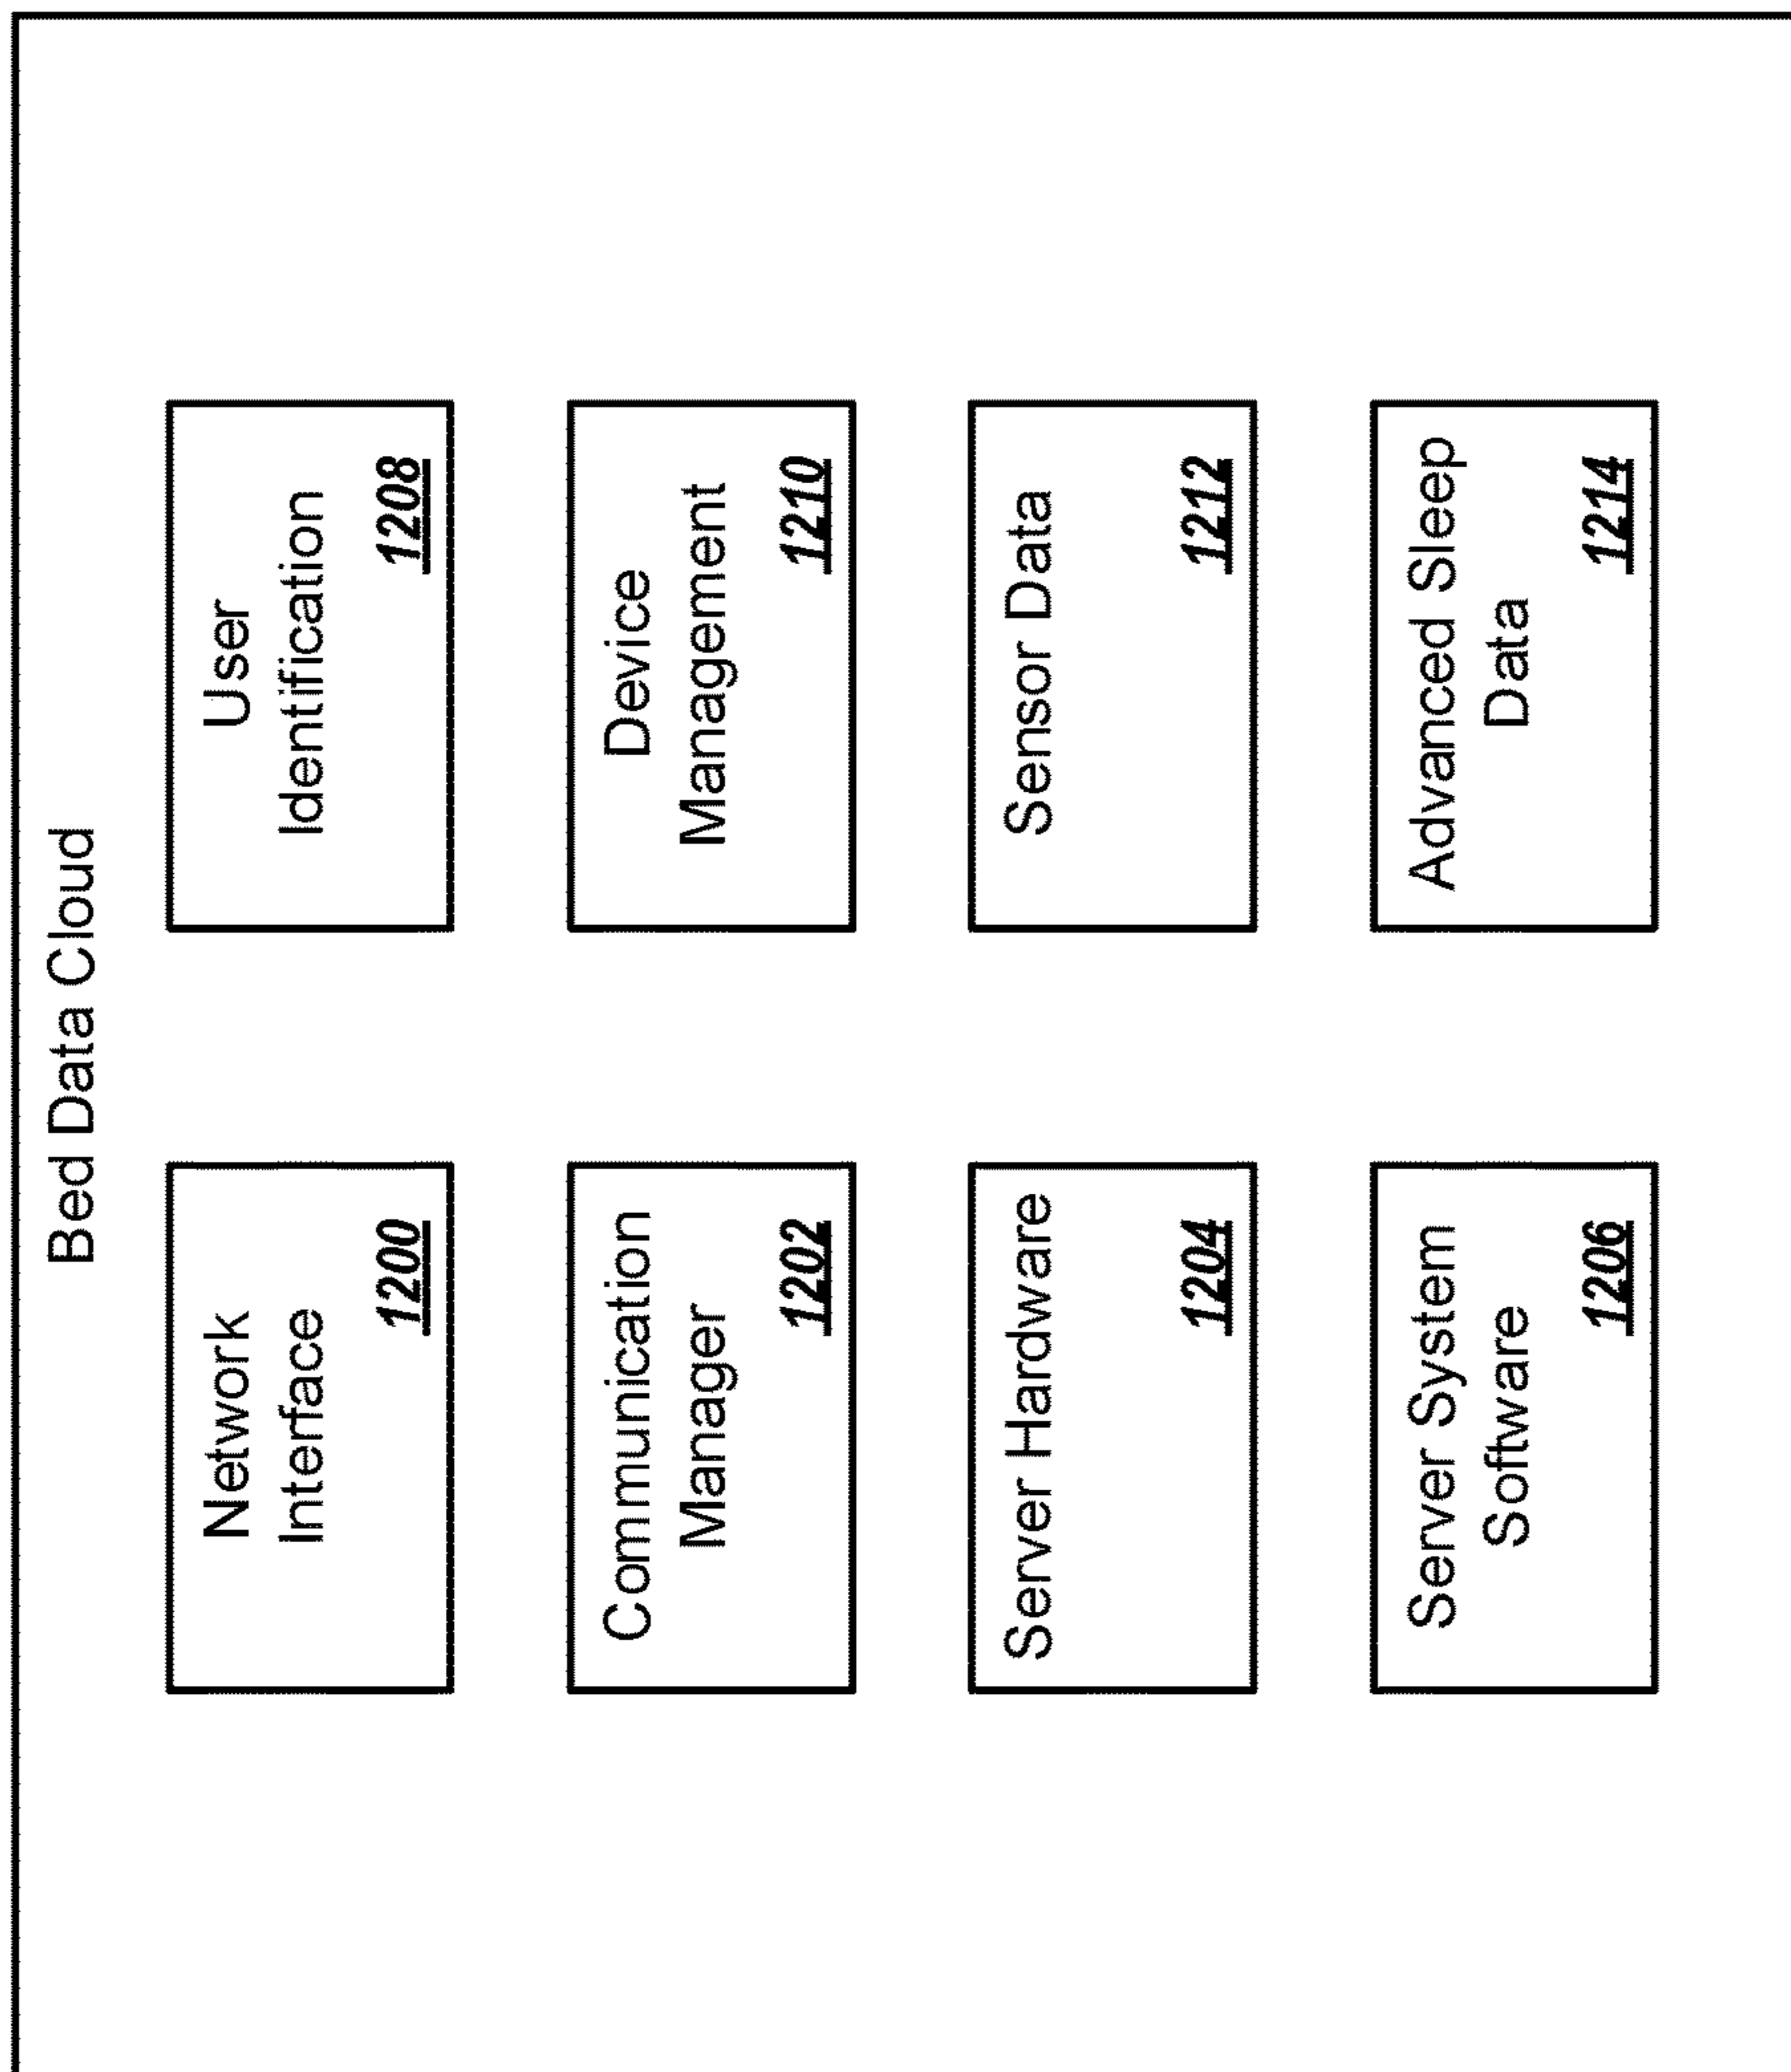 Bed Data Cloud
Network
Interface
1200
Communication
Manager
1202
Server Hardware
1204
Server System
Software
1206
User
Identification
1208
Device
Management
1210
Sensor Data
1212
Advanced Sleep
Data
1214